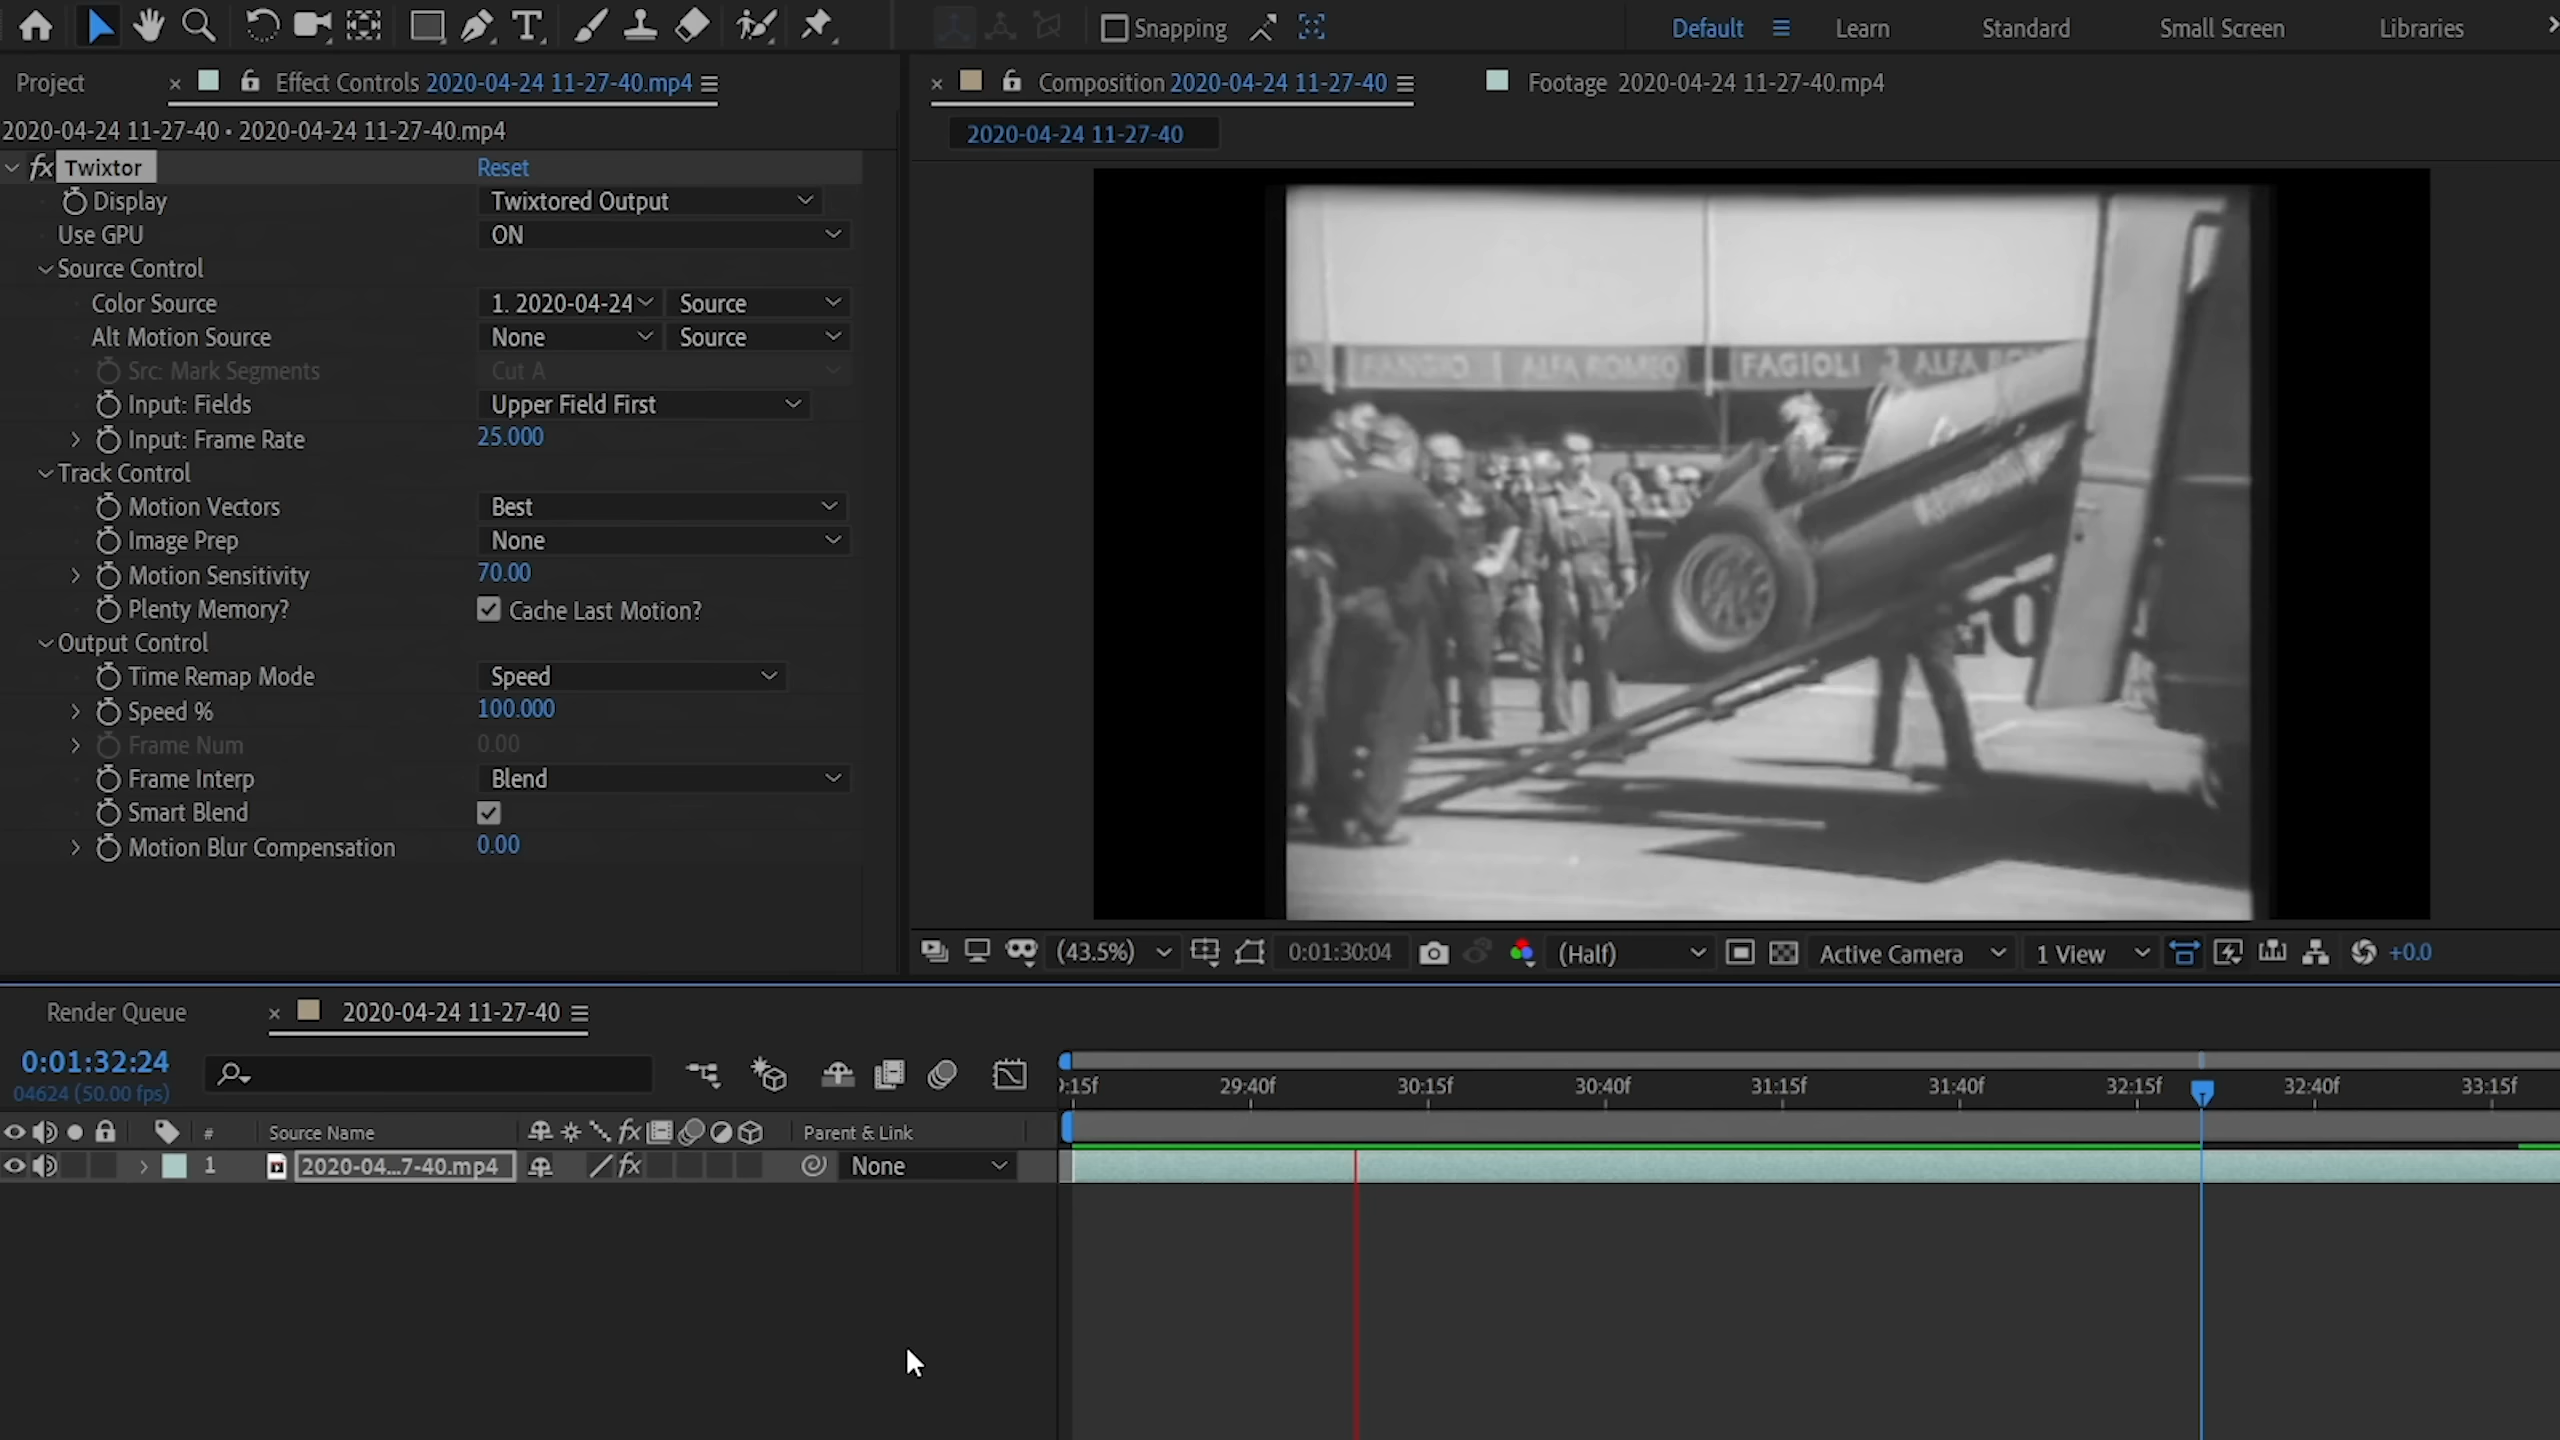 Snapping
Default
Learn
Standard
Small Screen
Libraries
Project
Effect Controls 2020-04-24 11-27-40.mp4
Composition 2020-04-24 11-27-40
Footage 2020-04-24 11-27-40.mp4
2020-04-24 11-27-40 • 2020-04-24 11-27-40.mp4
2020-04-24 11-27-40
fx Twixtor Reset
Display Twixtored Output
Use GPU ON
Source Control
Color Source 1. 2020-04-24 Source
Alt Motion Source None Source
Src: Mark Segments Cut A
Input: Fields Upper Field First
Input: Frame Rate 25.000
Track Control
Motion Vectors Best
Image Prep None
Motion Sensitivity 70.00
Plenty Memory? Cache Last Motion?
Output Control
Time Remap Mode Speed
Speed % 100.000
Frame Num 0.00
Frame Interp Blend
Smart Blend
Motion Blur Compensation 0.00
FANGIO ALFA ROMEO FAGIOLI ALFA RO
(43.5%) 0:01:30:04 (Half) Active Camera 1 View +0.0
Render Queue
2020-04-24 11-27-40
0:01:32:24
04624 (50.00 fps)
:15f 29:40f 30:15f 30:40f 31:15f 31:40f 32:15f 32:40f 33:15f
# Source Name fx Parent & Link
1 2020-04...7-40.mp4 fx None